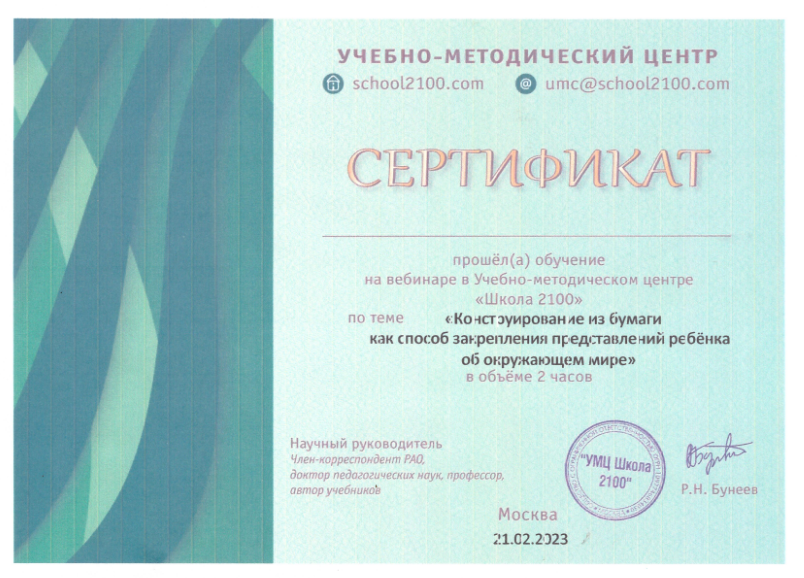 УЧЕБНО-МЕТОДИЧЕСКИЙ ЦЕНТР
school2100.com @ umc@school2100.com
СЕРТИФИКАТ
прошёл(а) обучение
на вебинаре в Учебно-методическом центре
«Школа 2100»
по теме «Конструирование из бумаги
как способ закрепления представлений ребёнка
об окружающем мире»
в объёме 2 часов
Научный руководитель
Член-корреспондент РАО,
доктор педагогических наук, профессор,
автор учебников
"УМЦ Школа
2100"
Р.Н. Бунеев
Москва
21.02.2023